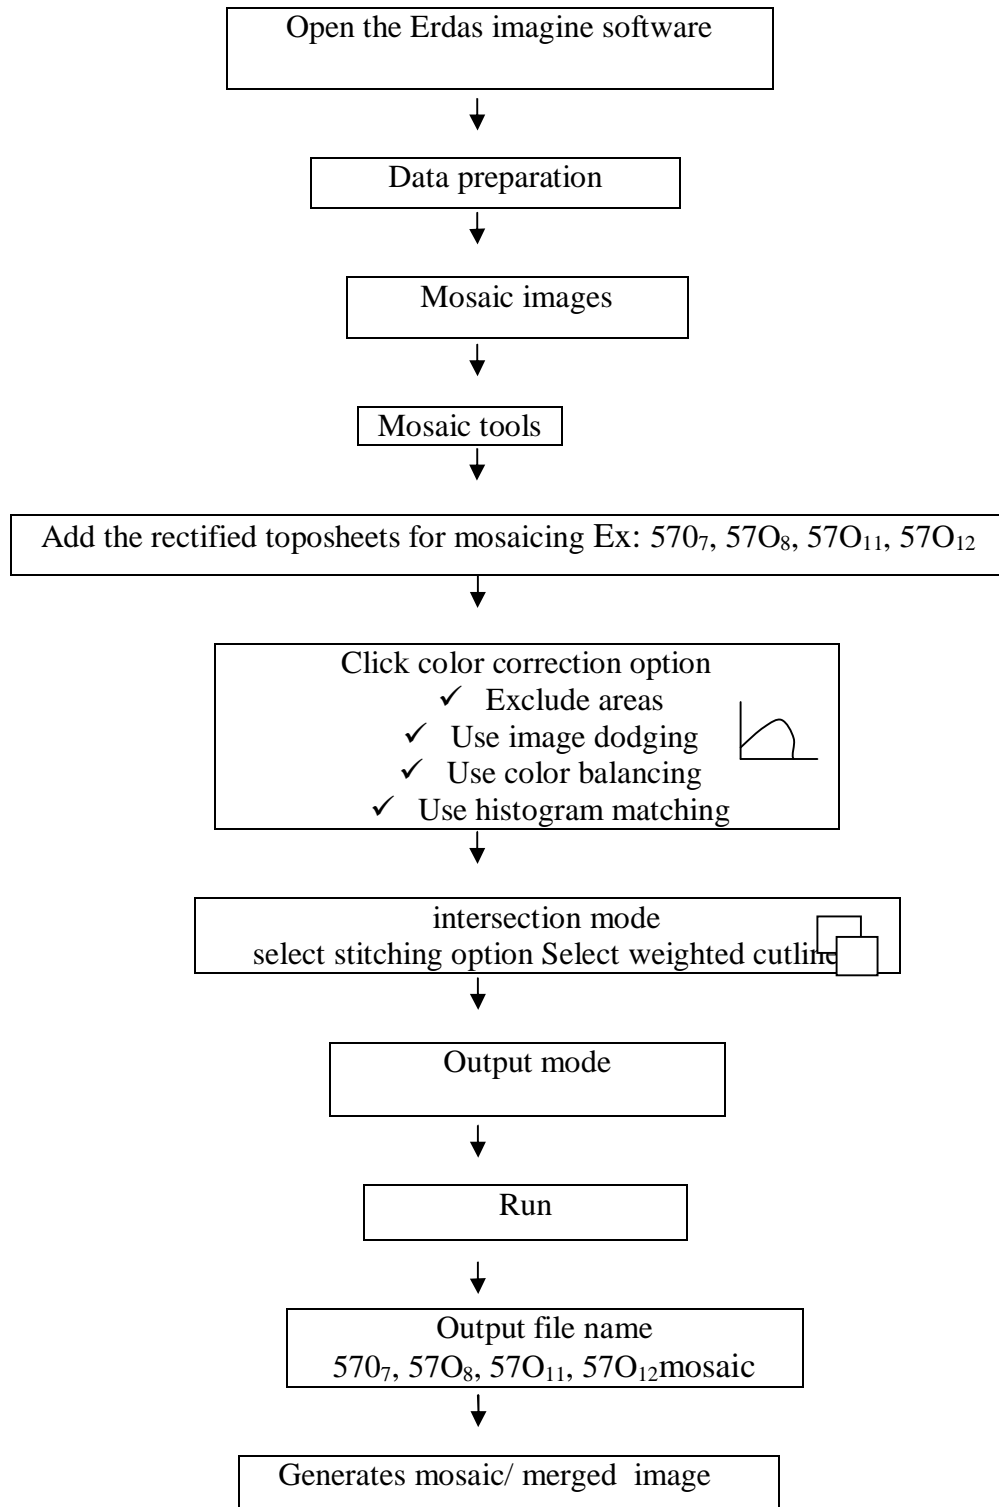 Open the Erdas imagine software
Data preparation
Mosaic images
Mosaic tools
Add the rectified toposheets for mosaicing Ex: 570₇, 57O₈, 57O₁₁, 57O₁₂
Click color correction option
✓ Exclude areas
✓ Use image dodging
✓ Use color balancing
✓ Use histogram matching
intersection mode
select stitching option Select weighted cutline
Output mode
Run
Output file name
570₇, 57O₈, 57O₁₁, 57O₁₂mosaic
Generates mosaic/ merged image